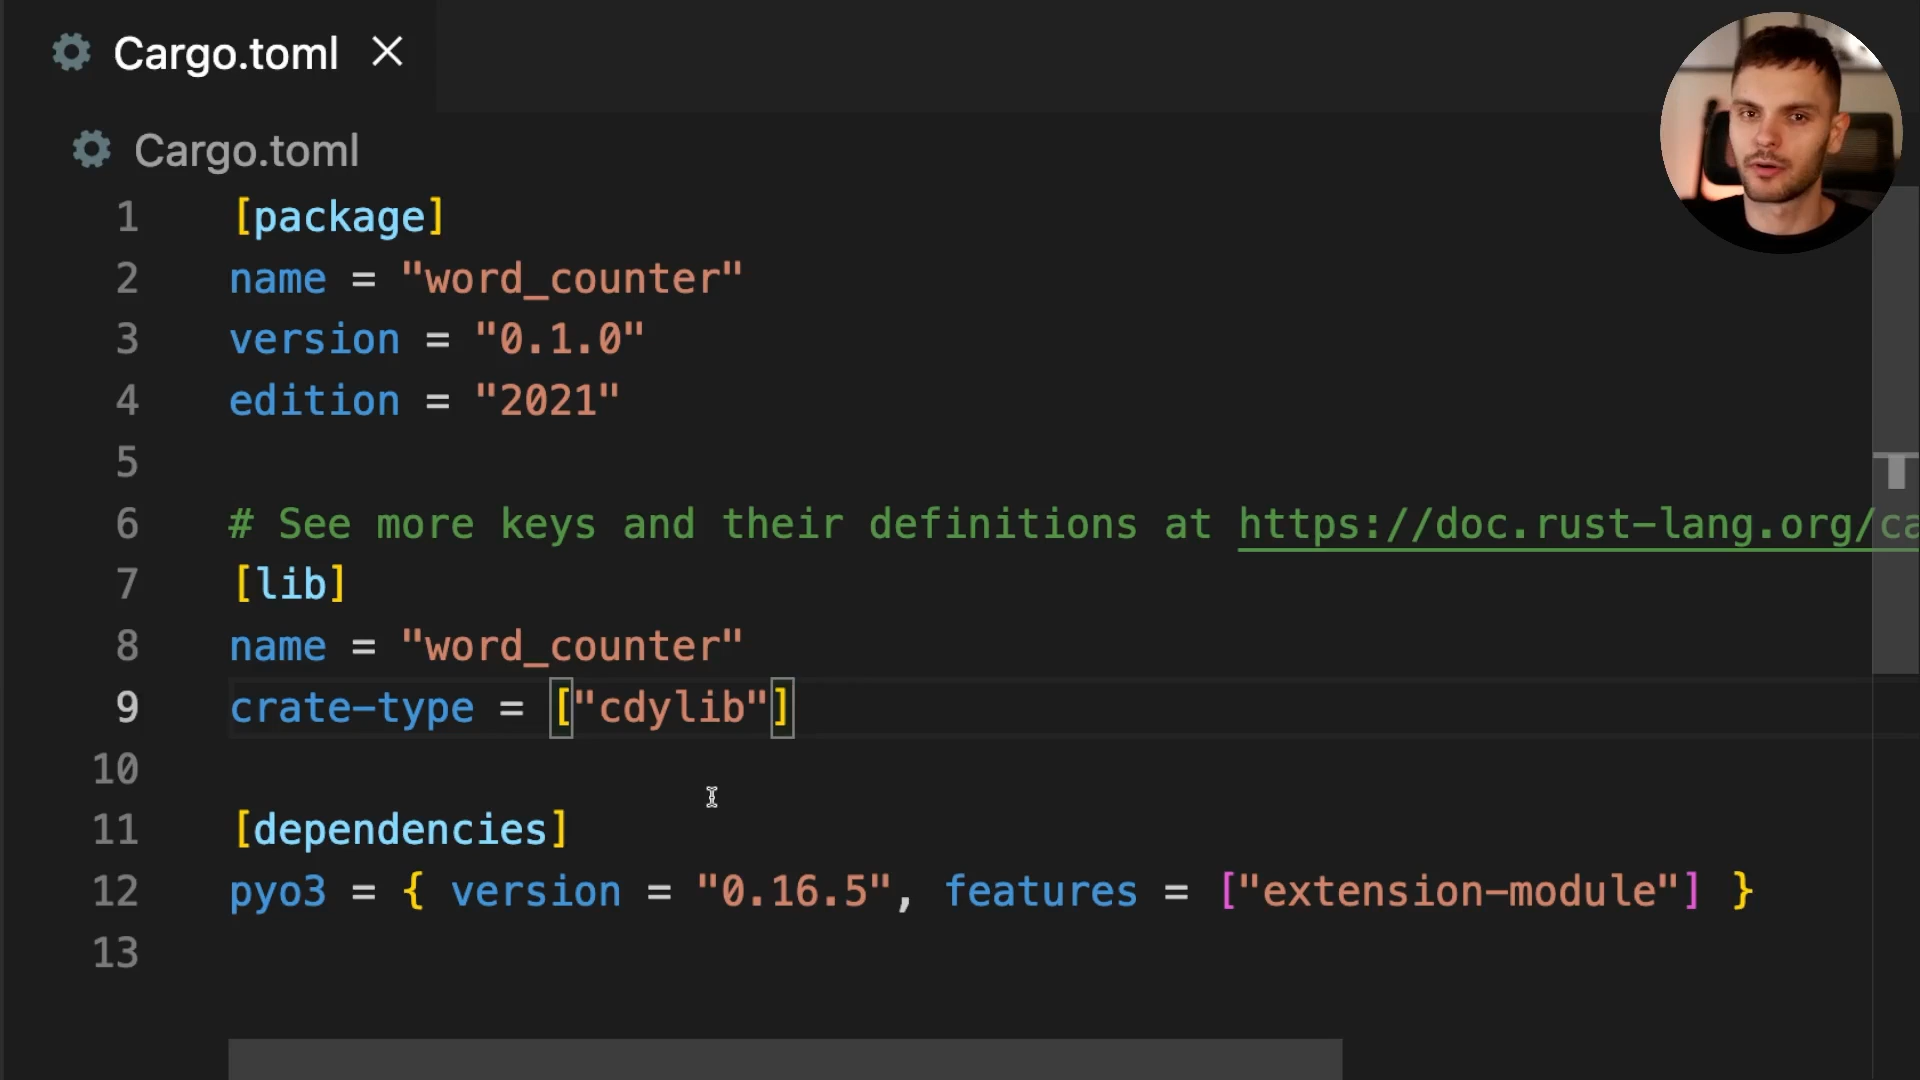 Cargo.toml
Cargo.toml
1 [package]
2 name = "word_counter"
3 version = "0.1.0"
4 edition = "2021"
5
6 # See more keys and their definitions at https://doc.rust-lang.org/ca
7 [lib]
8 name = "word_counter"
9 crate-type = ["cdylib"]
10
11 [dependencies]
12 pyo3 = { version = "0.16.5", features = ["extension-module"] }
13